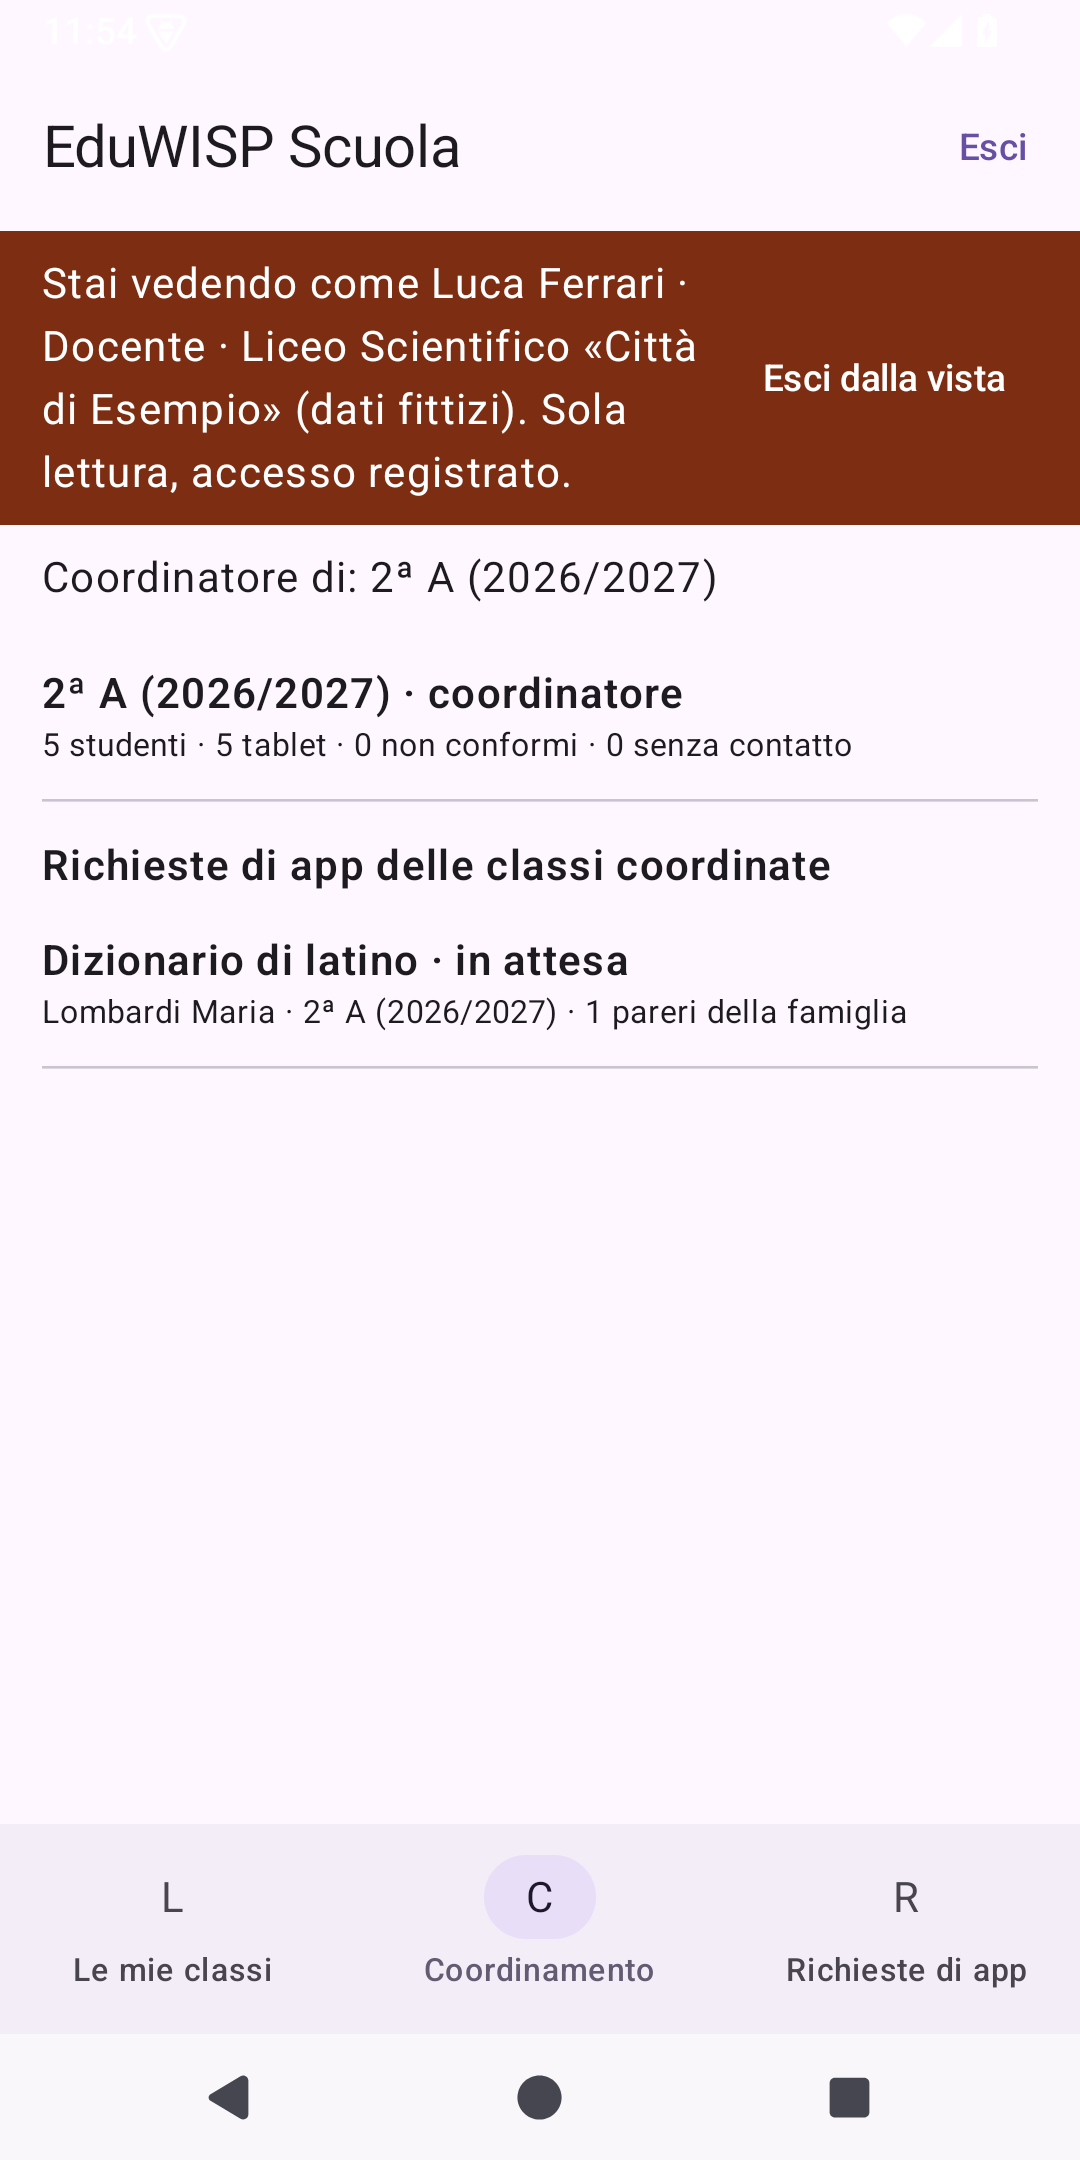 11:54
EduWISP Scuola
Esci
Stai vedendo come Luca Ferrari ·
Docente · Liceo Scientifico «Città
di Esempio» (dati fittizi). Sola
lettura, accesso registrato.
Esci dalla vista
Coordinatore di: 2ª A (2026/2027)
2ª A (2026/2027) · coordinatore
5 studenti · 5 tablet · 0 non conformi · 0 senza contatto
Richieste di app delle classi coordinate
Dizionario di latino · in attesa
Lombardi Maria · 2ª A (2026/2027) · 1 pareri della famiglia
L
C
R
Le mie classi
Coordinamento
Richieste di app